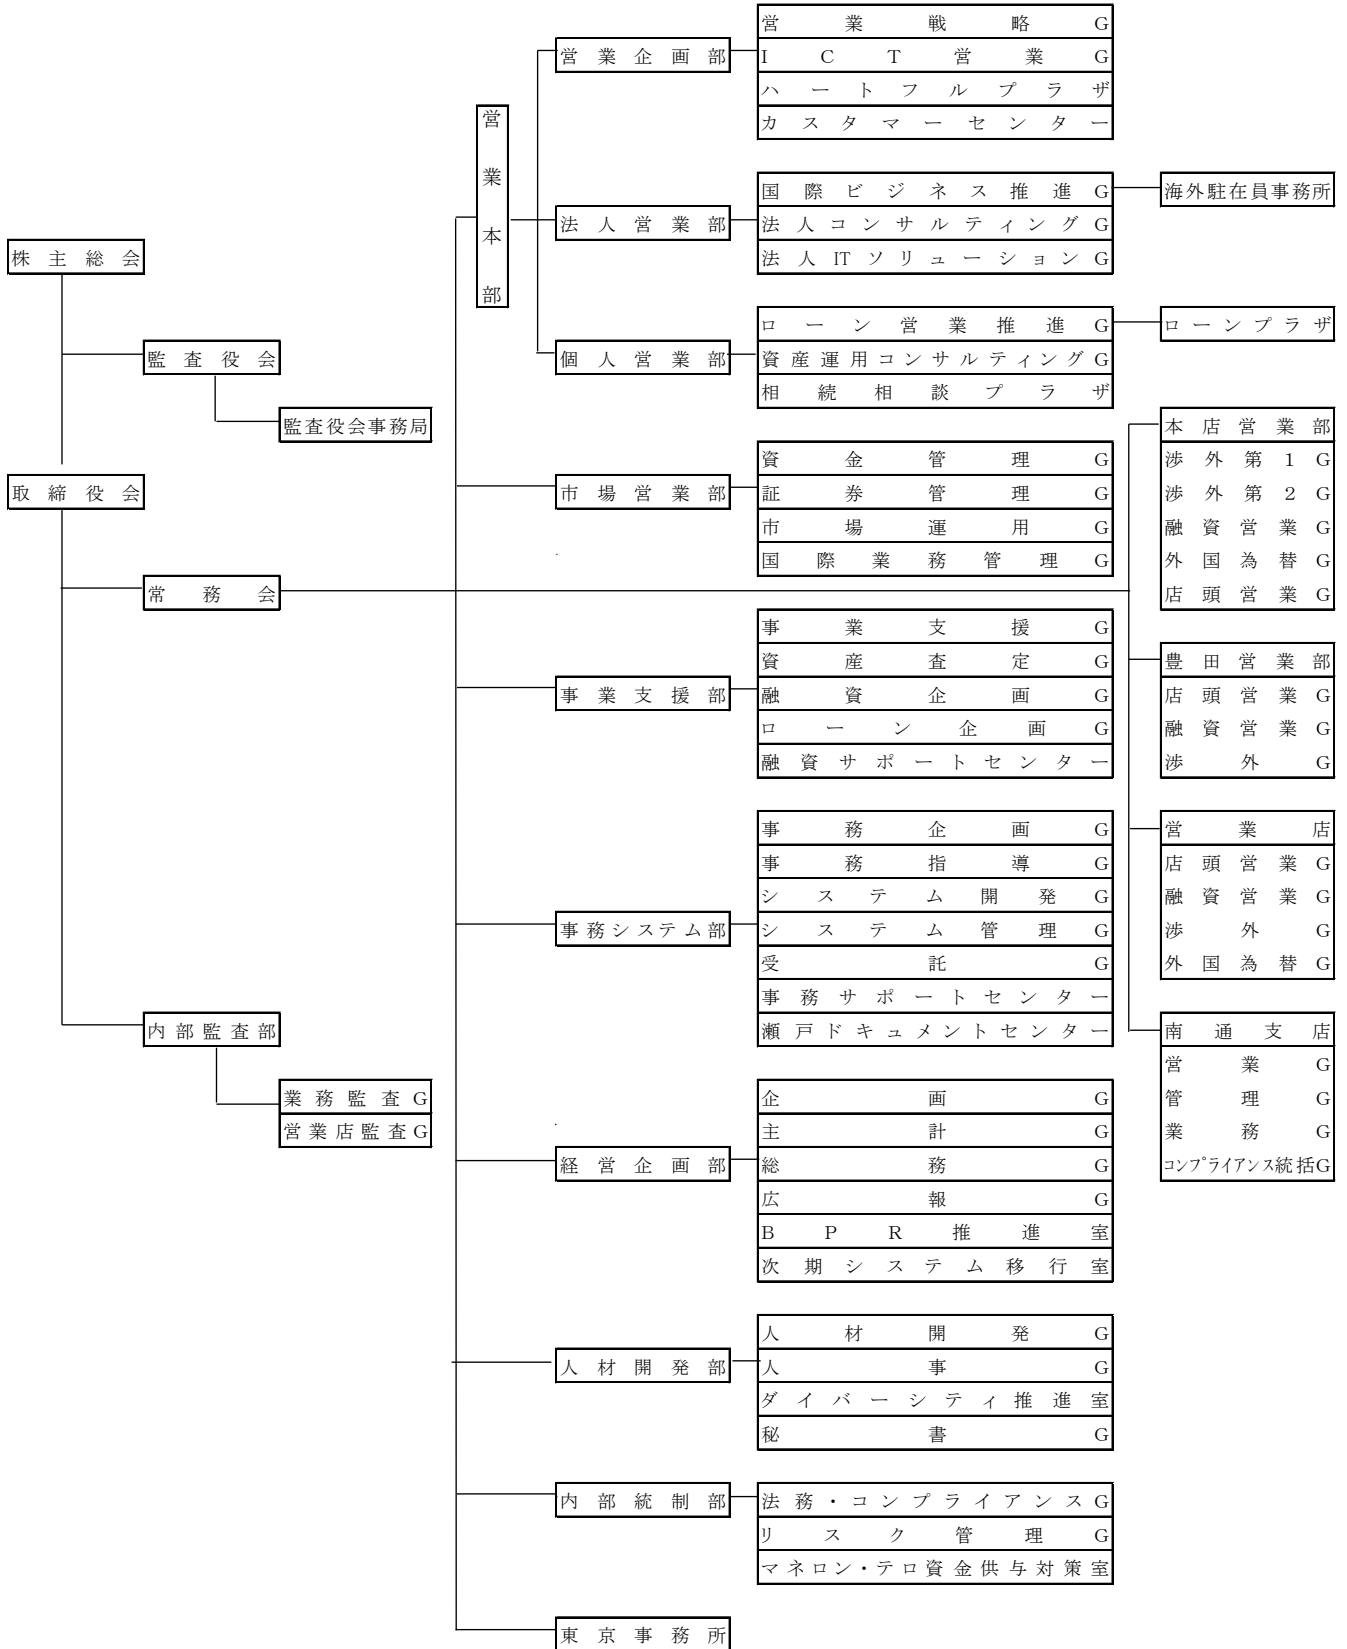 株主総会
監査役会
監査役会事務局
取締役会
常務会
内部監査部
業務監査G
営業店監査G
営業本部
営業企画部
営業戦略G
ICT営業G
ハートフルプラザ
カスタマーセンター
法人営業部
国際ビジネス推進G
法人コンサルティングG
法人ITソリューションG
海外駐在員事務所
個人営業部
ローン営業推進G
資産運用コンサルティングG
相続相談プラザ
ローンプラザ
市場営業部
資金管理G
証券管理G
市場運用G
国際業務管理G
事業支援部
事業支援G
資産査定G
融資企画G
ローン企画G
融資サポートセンター
事務システム部
事務企画G
事務指導G
システム開発G
システム管理G
受託G
事務サポートセンター
瀬戸ドキュメントセンター
経営企画部
企画G
主計G
総務G
広報G
BPR推進室
次期システム移行室
人材開発部
人材開発G
人事G
ダイバーシティ推進室
秘書G
内部統制部
法務・コンプライアンスG
リスク管理G
マネロン・テロ資金供与対策室
東京事務所
本店営業部
渉外第1G
渉外第2G
融資営業G
外国為替G
店頭営業G
豊田営業部
店頭営業G
融資営業G
渉外G
営業店
店頭営業G
融資営業G
渉外G
外国為替G
南通支店
営業G
管理G
業務G
コンプライアンス統括G